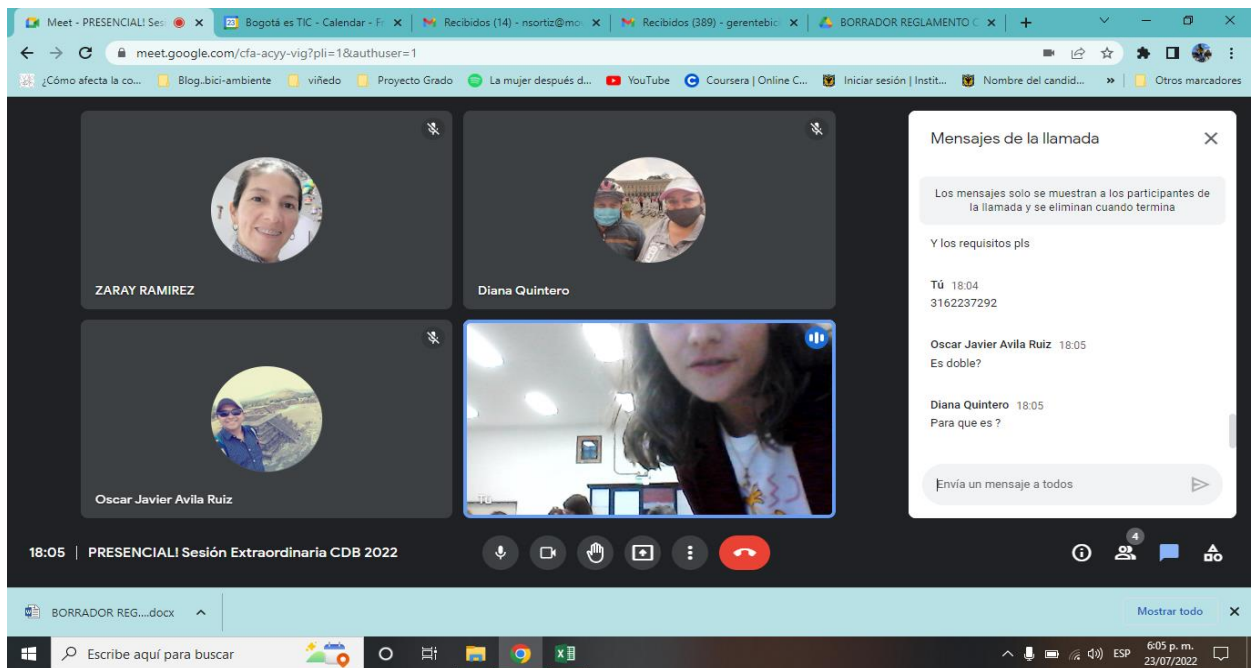 Meet - PRESENCIAL! Ses
Bogotá es TIC - Calendar - F
Recibidos (14) - nsortiz@mo
Recibidos (389) - gerentebic
BORRADOR REGLAMENTO C
meet.google.com/cfa-acyy-vig?pli=1&authuser=1
¿Cómo afecta la co...
Blog..bici-ambiente
viñedo
Proyecto Grado
La mujer después d...
YouTube
Coursera | Online C...
Iniciar sesión | Instit...
Nombre del candid...
»
Otros marcadores
ZARAY RAMIREZ
Diana Quintero
Oscar Javier Avila Ruiz
TÚ
Mensajes de la llamada
Los mensajes solo se muestran a los participantes de
la llamada y se eliminan cuando termina
Y los requisitos pls
Tú 18:04
3162237292
Oscar Javier Avila Ruiz 18:05
Es doble?
Diana Quintero 18:05
Para que es ?
Envía un mensaje a todos
18:05 | PRESENCIAL! Sesión Extraordinaria CDB 2022
4
BORRADOR REG....docx
Mostrar todo
Escribe aquí para buscar
ESP
6:05 p. m.
23/07/2022